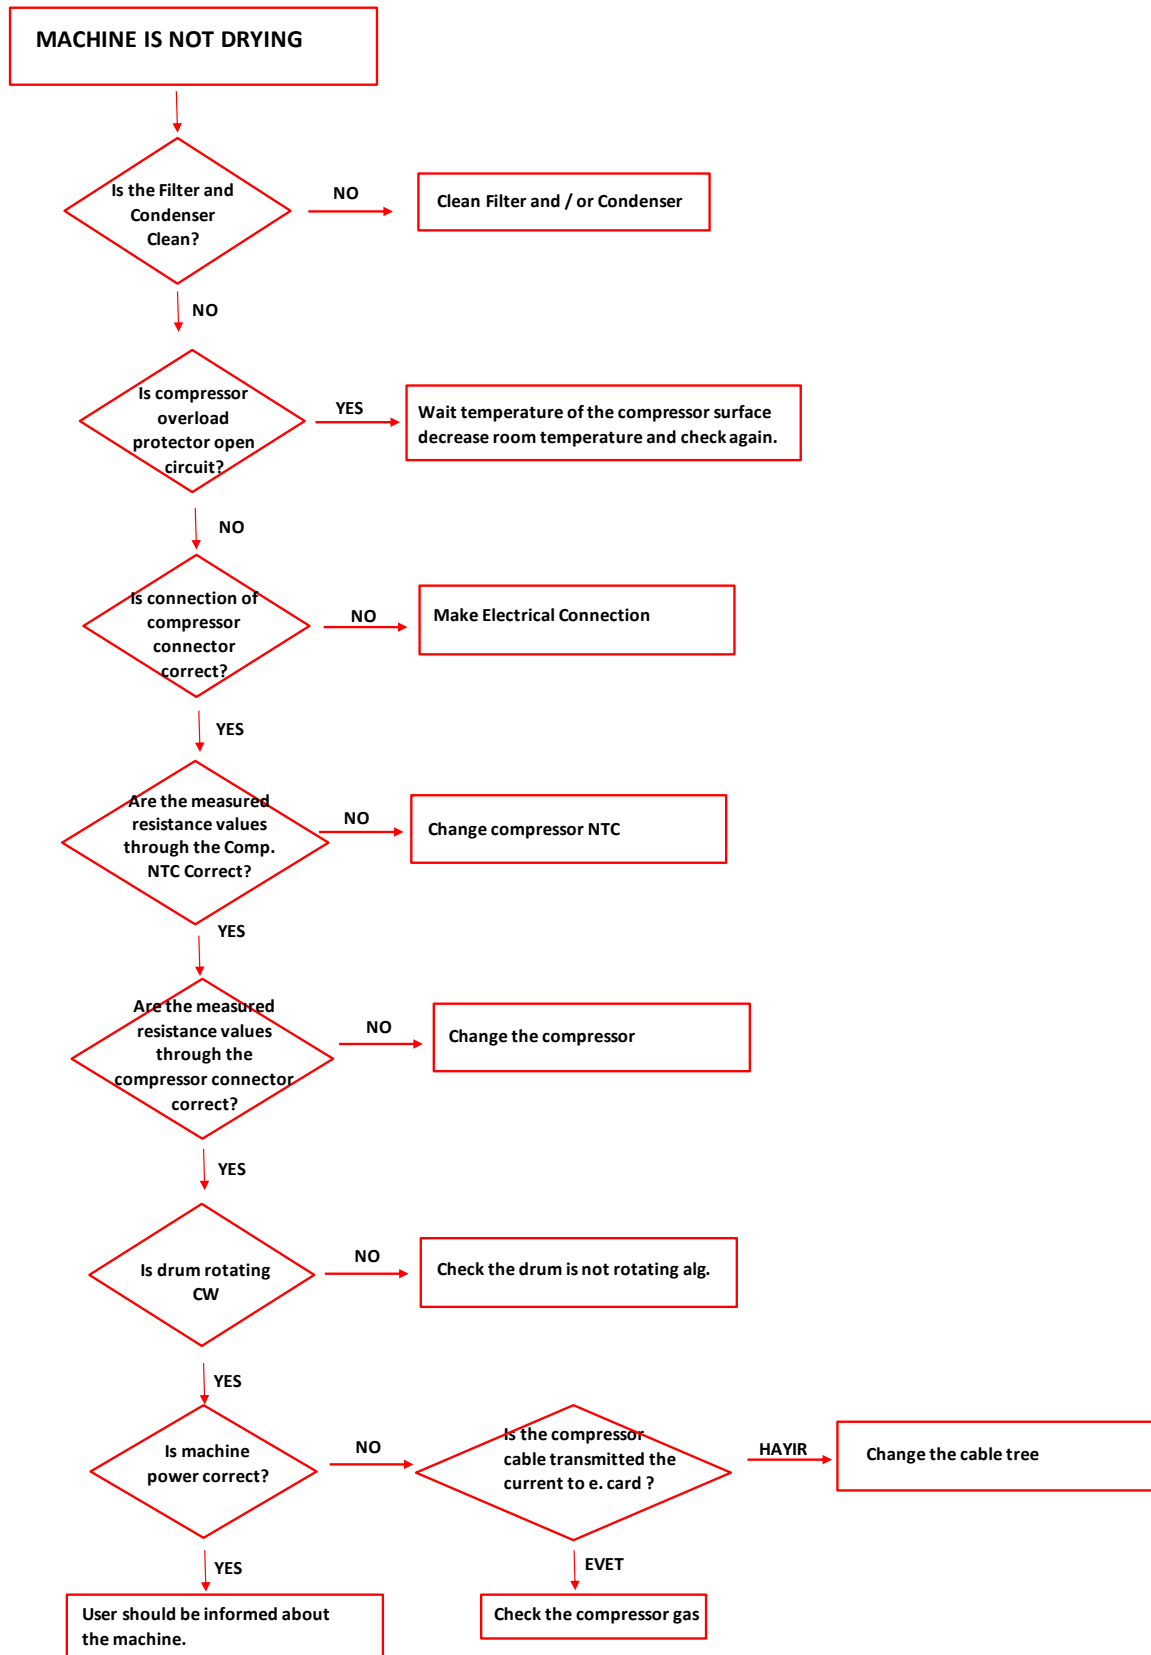 MACHINE IS NOT DRYING
Is the Filter and
Condenser
Clean?
NO
Clean Filter and / or Condenser
NO
Is compressor
overload
protector open
circuit?
YES
Wait temperature of the compressor surface
decrease room temperature and check again.
NO
Is connection of
compressor
connector
correct?
NO
Make Electrical Connection
YES
Are the measured
resistance values
through the Comp.
NTC Correct?
NO
Change compressor NTC
YES
Are the measured
resistance values
through the
compressor connector
correct?
NO
Change the compressor
YES
Is drum rotating
CW
NO
Check the drum is not rotating alg.
YES
Is machine
power correct?
NO
Is the compressor
cable transmitted the
current to e. card ?
HAYIR
Change the cable tree
YES
EVET
User should be informed about
the machine.
Check the compressor gas